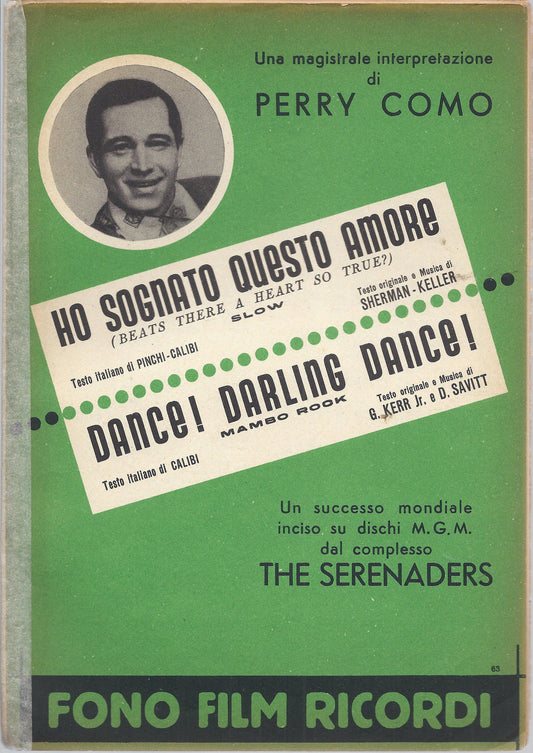 Una magistrale interpretazione
di
PERRY COMO
HO SOGNATO QUESTO AMORE
(BEATS THERE A HEART SO TRUE?)
SLOW
Testo italiano di PINCHI-CALIBI
Testo originale e Musica di
SHERMAN-KELLER
DANCE! DARLING DANCE!
MAMBO ROCK
Testo italiano di CALIBI
Testo originale e Musica di
G. KERR Jr. e D. SAVITT
Un successo mondiale
inciso su dischi M.G.M.
dal complesso
THE SERENADERS
63
FONO FILM RICORDI